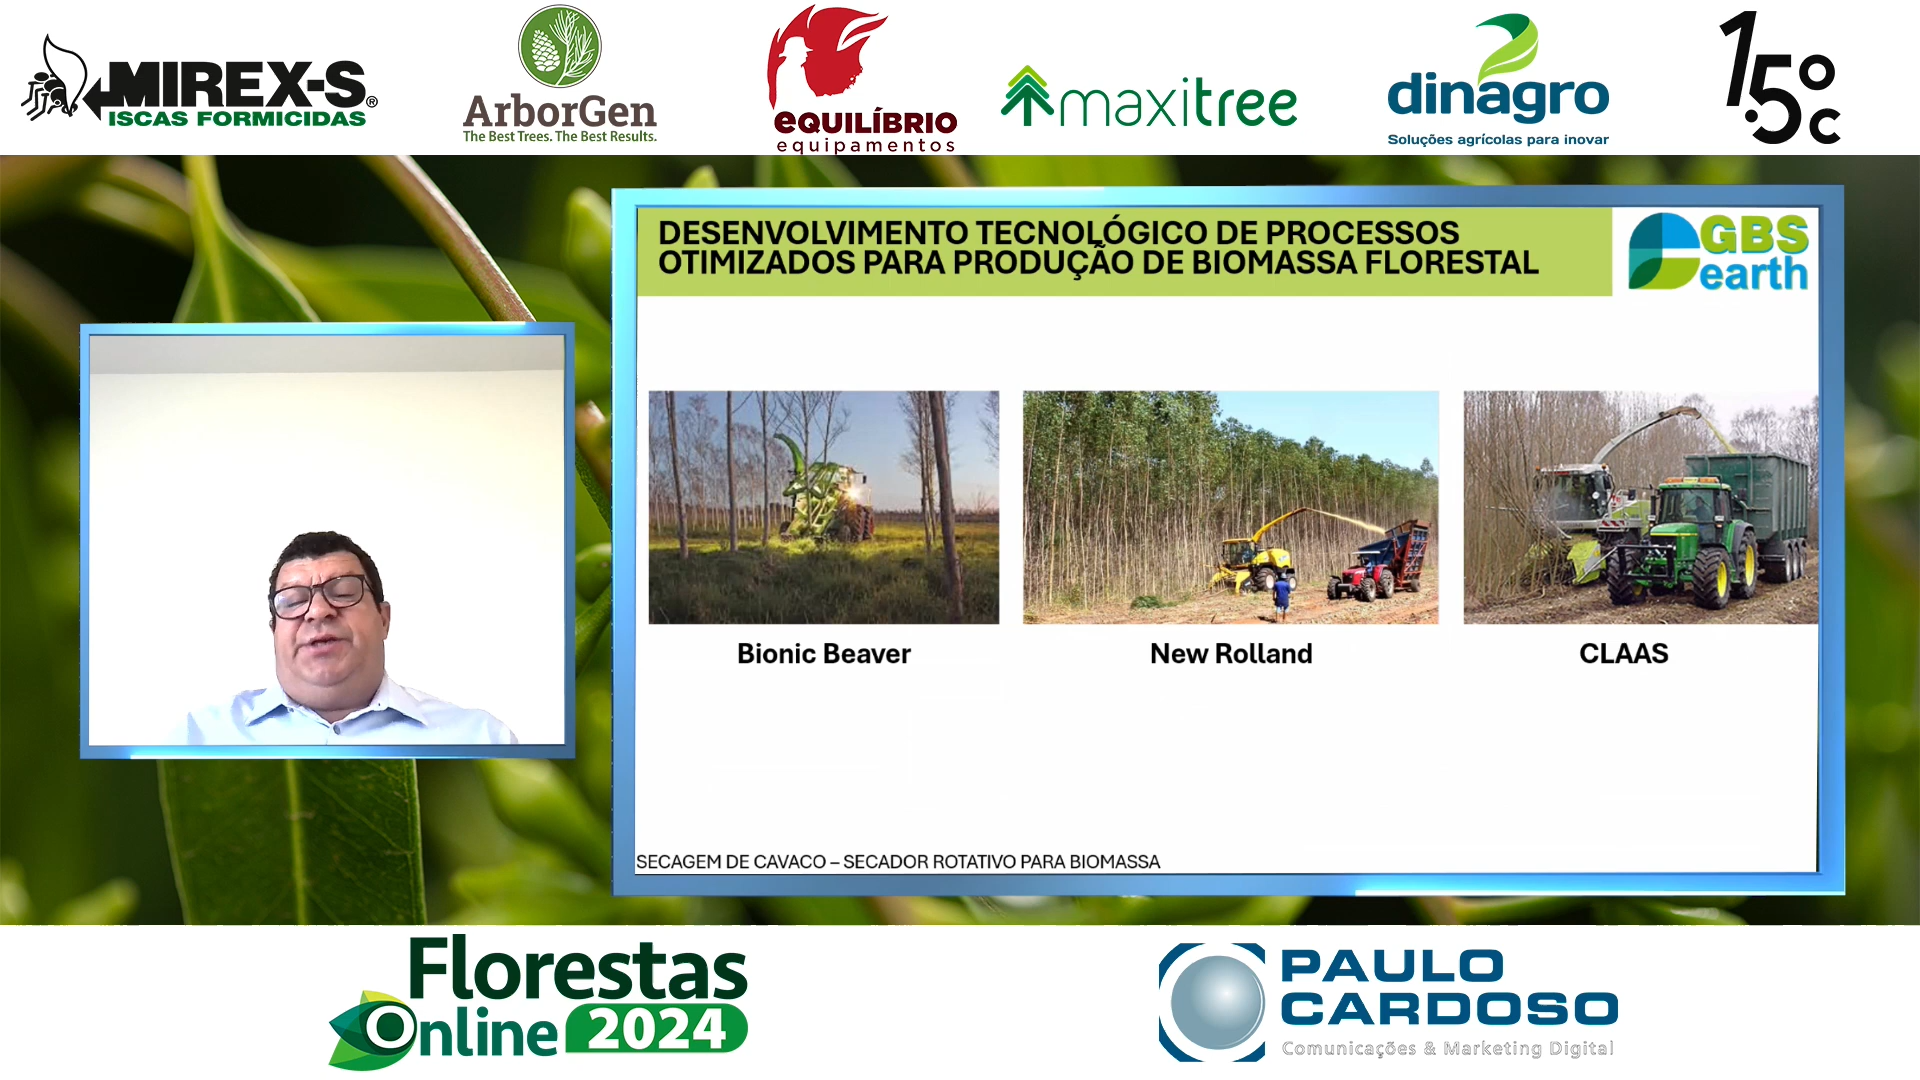 MIREX-S®
ISCAS FORMICIDAS
ArborGen
The Best Trees. The Best Results.
eQUILÍBRIO
equipamentos
maxitree
dinagro
Soluções agrícolas para inovar
1.5°C
DESENVOLVIMENTO TECNOLÓGICO DE PROCESSOS
OTIMIZADOS PARA PRODUÇÃO DE BIOMASSA FLORESTAL
GBS
earth
Bionic Beaver
New Rolland
CLAAS
SECAGEM DE CAVACO – SECADOR ROTATIVO PARA BIOMASSA
Florestas
Online 2024
PAULO
CARDOSO
Comunicações & Marketing Digital